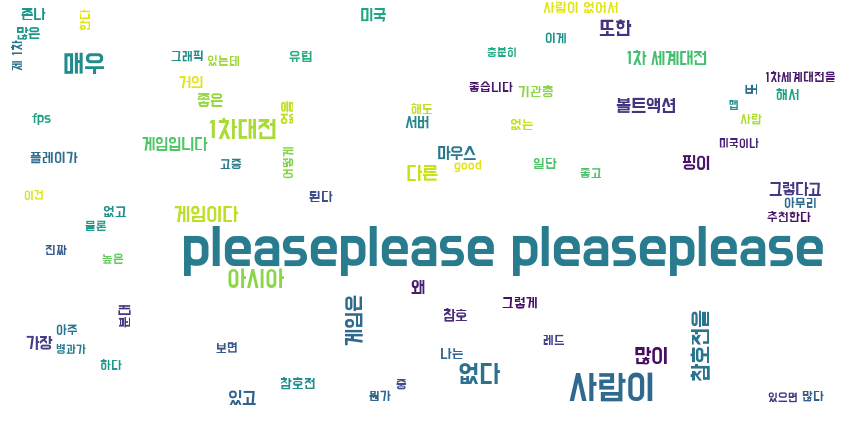 존나
많은
제 1차
안다
매우
그래픽
있는데
유럽
미국
사람이 없어서
또한
이게
충분히
1차 세계대전
1차세계대전을
거의
좋은
좋습니다
기관총
볼트액션
버
맵
해서
fps
1차대전
해도
서버
없는
사람
게임입니다
플레이가
고증
어떻게
마우스
good
다른
일단
좋고
핑이
미국이나
이건
된다
그렇다고
아무리
추천한다
없고
물론
게임이다
진짜
높은
pleaseplease pleaseplease
아시아
왜
그렇게
분대
게임은
참호
참호전을
가장
아주
병과가
보면
나는
레드
많이
하다
있고
참호전
뭔가
중
없다
사람이
있으면
많다